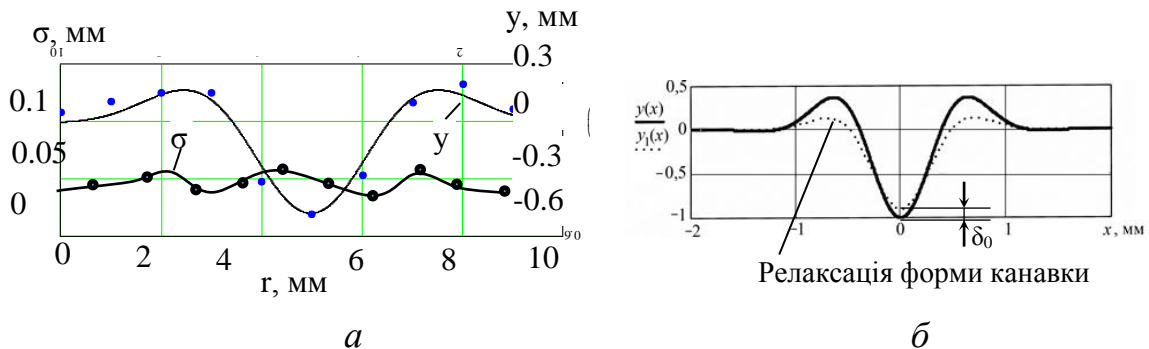 σ, мм
y, мм
0.3
0.1
0
0.05
-0.3
0
-0.6
σ
y
0
2
4
6
8
10
r, мм
а
0,5
y(x)
y₁(x)
0
−0,5
−1
−2
−1
0
1
x, мм
δ₀
Релаксація форми канавки
б